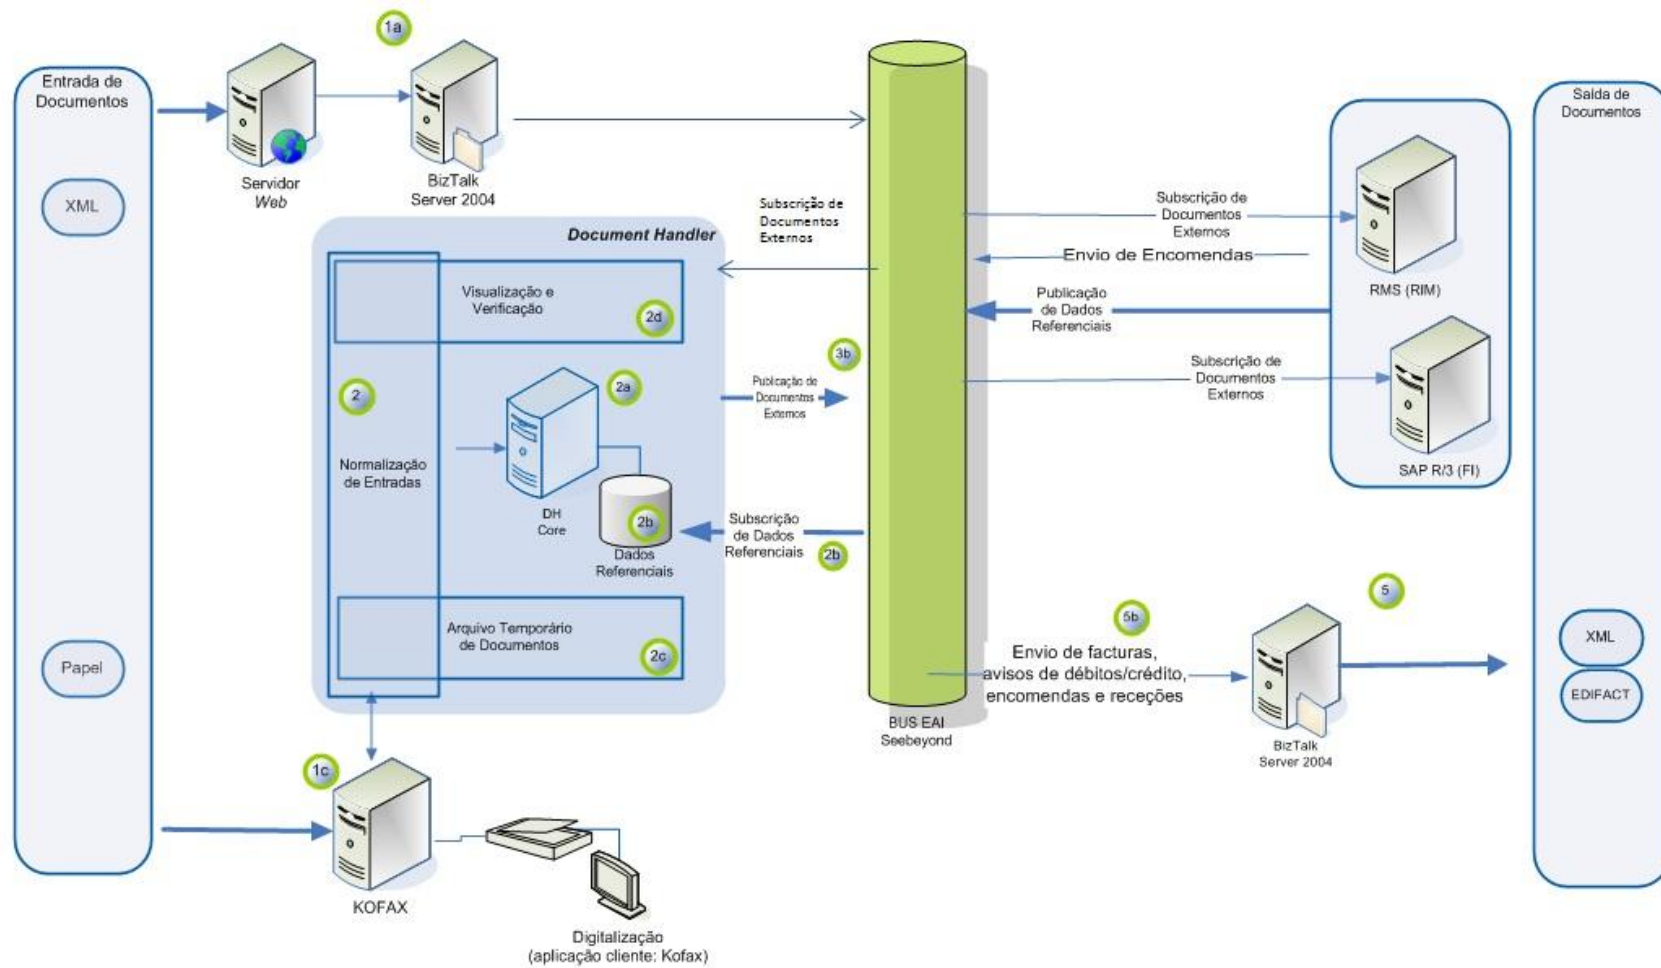 Entrada de
Documentos
XML
Papel
1a
Servidor
Web
BizTalk
Server 2004
Document Handler
Visualização e
Verificação
2d
2
Normalização
de Entradas
2a
DH
Core
2b
Dados
Referenciais
Arquivo Temporário
de Documentos
2c
1c
KOFAX
Digitalização
(aplicação cliente: Kofax)
Subscrição de
Documentos
Externos
3b
Publicação de
Documentos
Externos
Subscrição
de Dados
Referenciais
2b
BUS EAI
Seebeyond
Subscrição de
Documentos
Externos
Envio de Encomendas
Publicação
de Dados
Referenciais
Subscrição de
Documentos
Externos
RMS (RIM)
SAP R/3 (FI)
5b
Envio de facturas,
avisos de débitos/crédito,
encomendas e receções
5
BizTalk
Server 2004
Saída de
Documentos
XML
EDIFACT